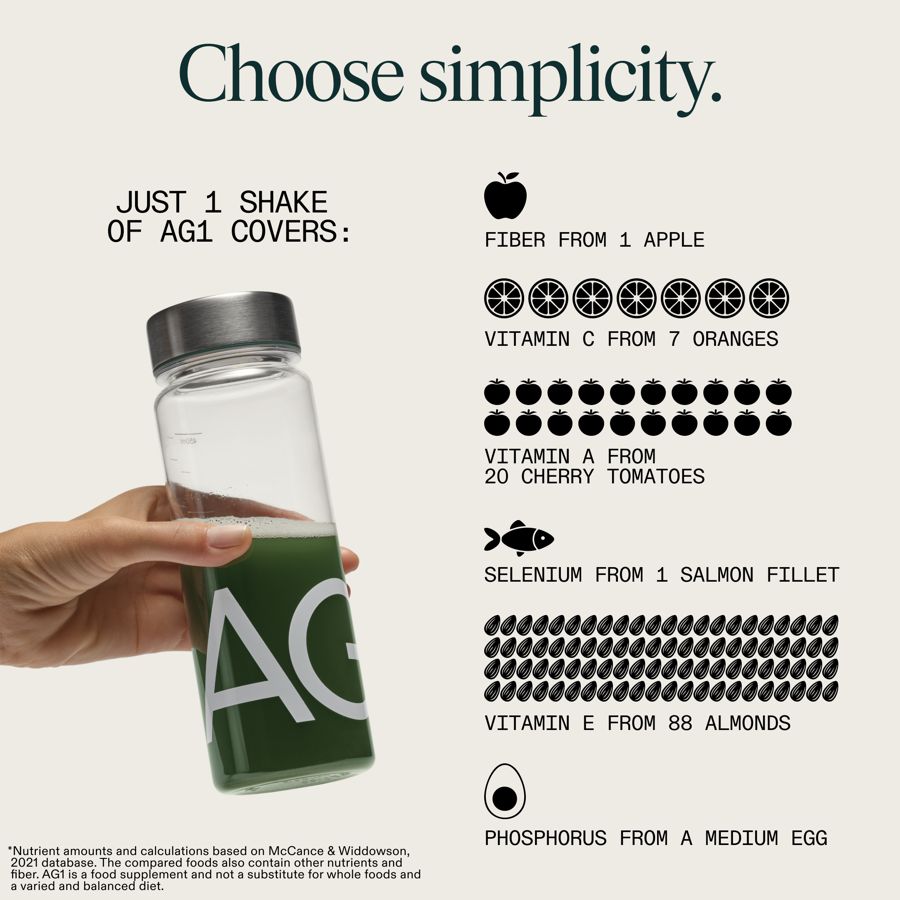 Choose simplicity.
JUST 1 SHAKE
OF AG1 COVERS:
FIBER FROM 1 APPLE
VITAMIN C FROM 7 ORANGES
VITAMIN A FROM
20 CHERRY TOMATOES
SELENIUM FROM 1 SALMON FILLET
VITAMIN E FROM 88 ALMONDS
PHOSPHORUS FROM A MEDIUM EGG
AG
*Nutrient amounts and calculations based on McCance & Widdowson,
2021 database. The compared foods also contain other nutrients and
fiber. AG1 is a food supplement and not a substitute for whole foods and
a varied and balanced diet.